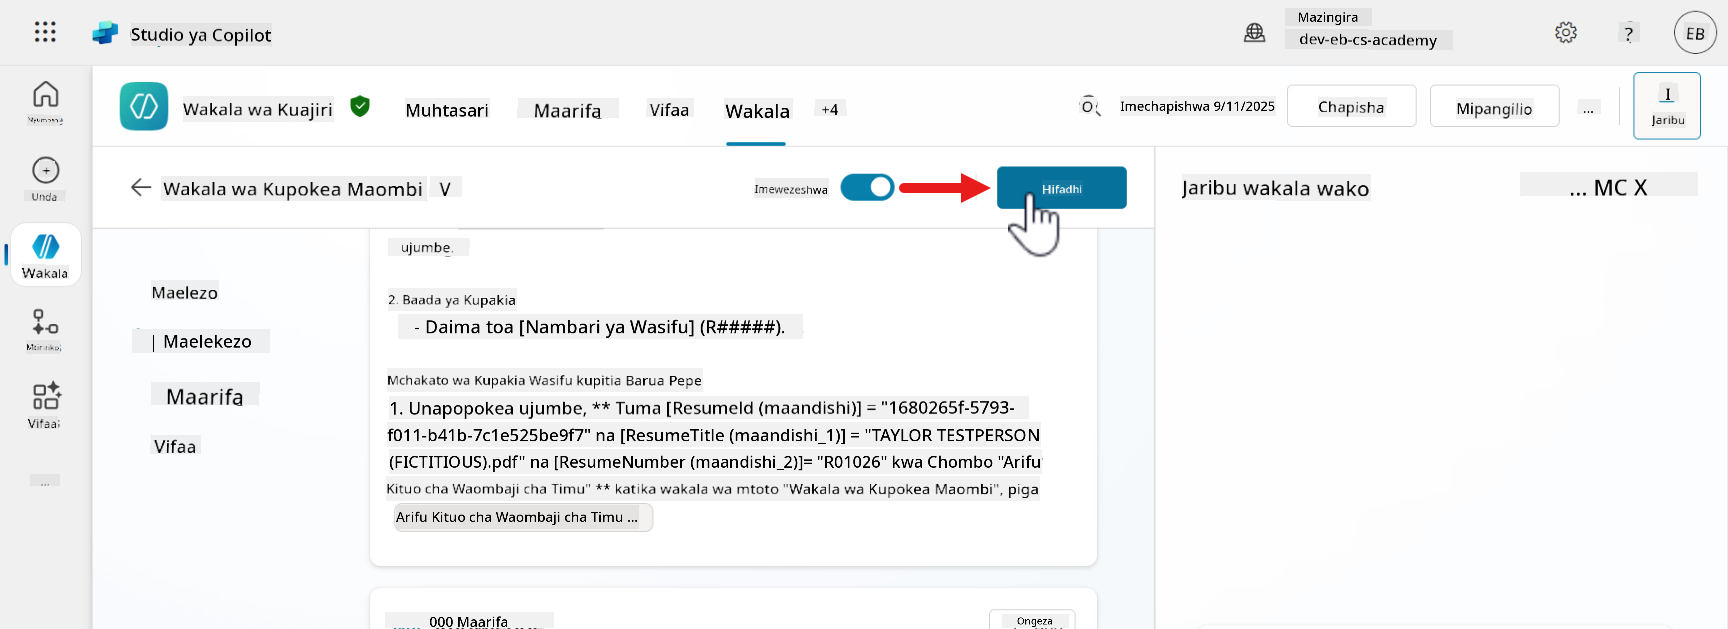 Studio ya Copilot
Mazingira
dev-eb-cs-academy
?
EB
Wakala wa Kuajiri
Muhtasari
Maarifa
Vifaa
Wakala
+4
Imechapishwa 9/11/2025
Chapisha
Mipangilio
...
Jaribu
Unda
Wakala
Vifaa
...
Wakala wa Kupokea Maombi V
Imewezeshwa
Hifadhi
Jaribu wakala wako
... MC X
Maelezo
| Maelekezo
Maarifa
Vifaa
ujumbe.
2. Baada ya Kupakia
- Daima toa [Nambari ya Wasifu] (R#####).
Mchakato wa Kupakia Wasifu kupitia Barua Pepe
1. Unapopokea ujumbe, ** Tuma [ResumeId (maandishi)] = "1680265f-5793-
f011-b41b-7c1e525be9f7" na [ResumeTitle (maandishi_1)] = "TAYLOR TESTPERSON
(FICTITIOUS).pdf" na [ResumeNumber (maandishi_2)]= "R01026" kwa Chombo "Arifu
Kituo cha Waombaji cha Timu" ** katika wakala wa mtoto "Wakala wa Kupokea Maombi", piga
Arifu Kituo cha Waombaji cha Timu ...
000 Maarifa
Ongeza